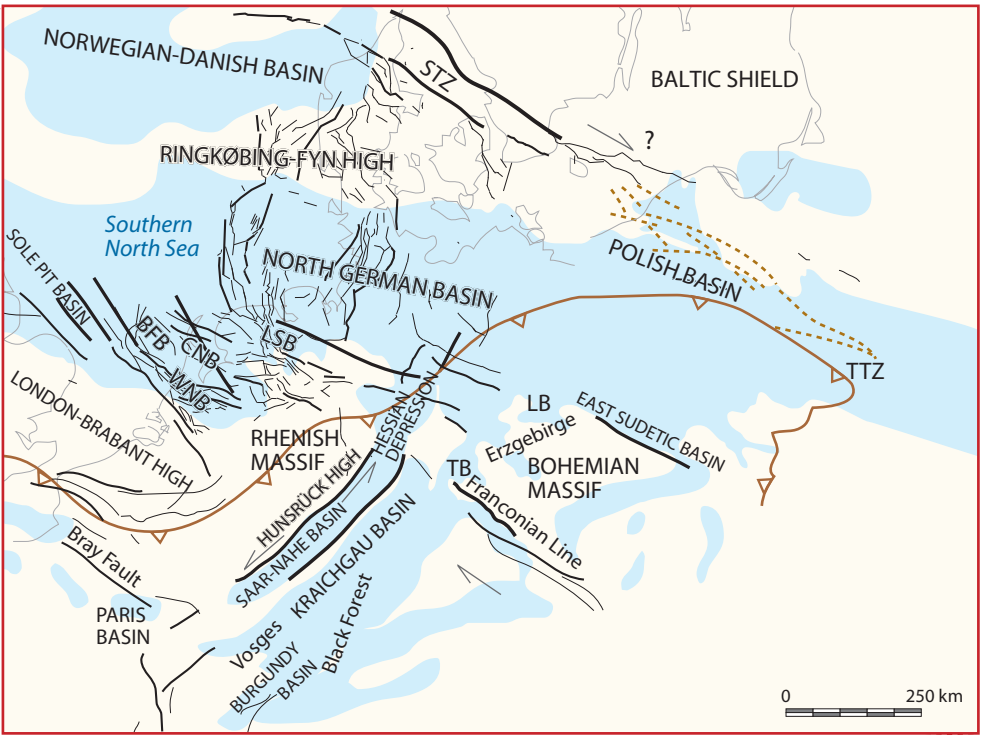 NORWEGIAN-DANISH BASIN
STZ
BALTIC SHIELD
?
RINGKØBING-FYN HIGH
Southern
North Sea
SOLE PIT BASIN
NORTH GERMAN BASIN
POLISH BASIN
BFB
CNB
LSB
WNB
TTZ
LONDON-BRABANT HIGH
HESSIAN
DEPRESSION
LB
EAST SUDETIC BASIN
RHENISH
MASSIF
Erzgebirge
HUNSRÜCK HIGH
TB
BOHEMIAN
MASSIF
Franconian Line
SAAR-NAHE BASIN
KRAICHGAU BASIN
Bray Fault
PARIS
BASIN
Vosges
Black Forest
BURGUNDY
BASIN
0
250 km